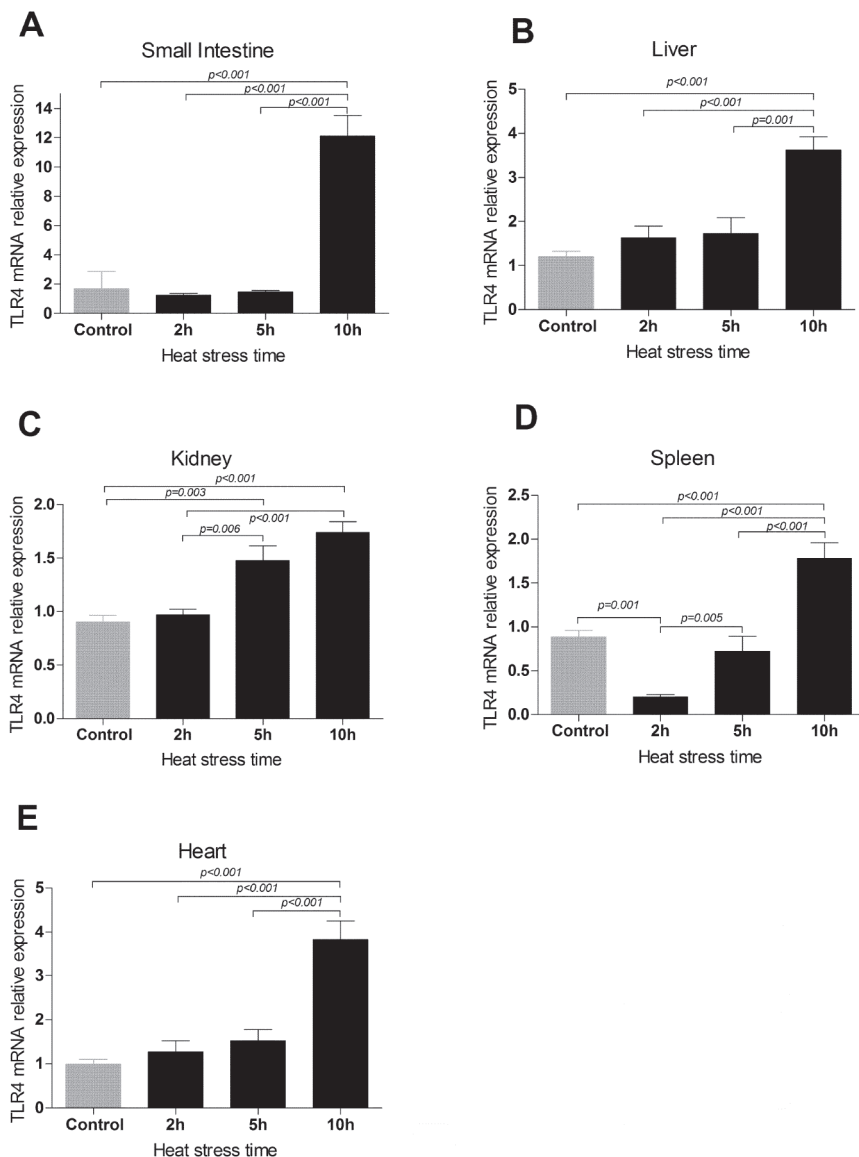 A
Small Intestine
p<0.001
p<0.001
p<0.001
TLR4 mRNA relative expression
14
12
10
8
6
4
2
0
Control 2h 5h 10h
Heat stress time
B
Liver
p<0.001
p<0.001
p=0.001
TLR4 mRNA relative expression
5
4
3
2
1
0
Control 2h 5h 10h
Heat stress time
C
Kidney
p<0.001
p=0.003
p<0.001
p=0.006
TLR4 mRNA relative expression
2.0
1.5
1.0
0.5
0.0
Control 2h 5h 10h
Heat stress time
D
Spleen
p<0.001
p<0.001
p<0.001
p=0.001
p=0.005
TLR4 mRNA relative expression
2.5
2.0
1.5
1.0
0.5
0.0
Control 2h 5h 10h
Heat stress time
E
Heart
p<0.001
p<0.001
p<0.001
TLR4 mRNA relative expression
5
4
3
2
1
0
Control 2h 5h 10h
Heat stress time